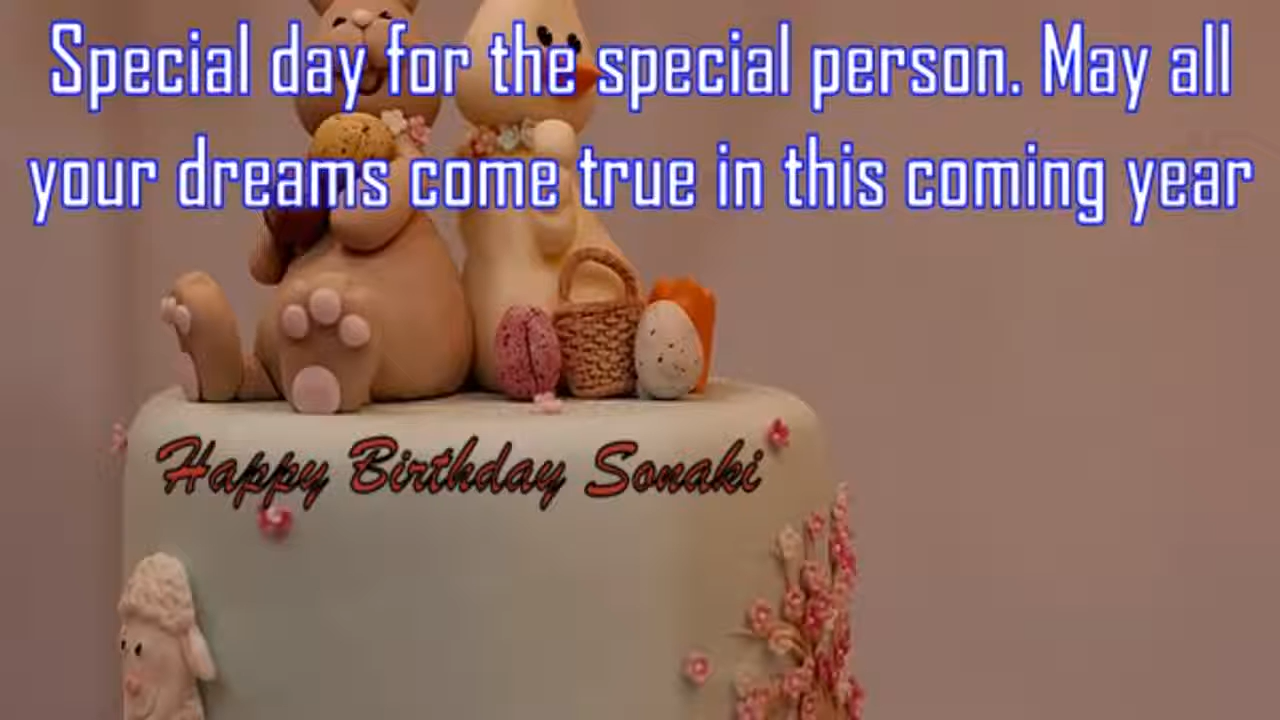 Special day for the special person. May all
your dreams come true in this coming year
Happy Birthday Sonaki